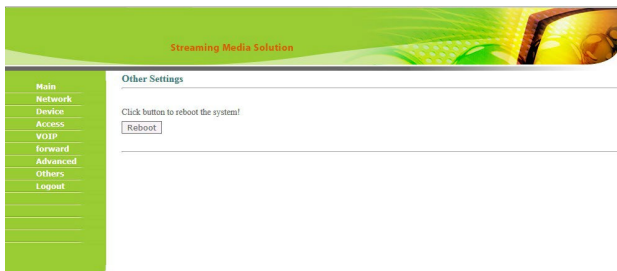 Streaming Media Solution
Main
Network
Device
Access
VOIP
forward
Advanced
Others
Logout
Other Settings
Click button to reboot the system!
Reboot